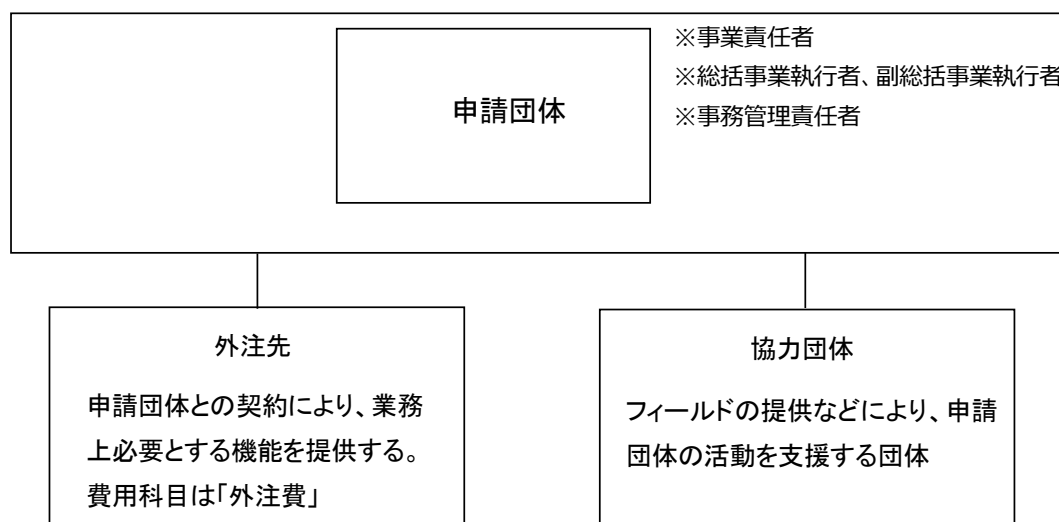 申請団体
※事業責任者
※総括事業執行者、副総括事業執行者
※事務管理責任者
外注先
申請団体との契約により、業務
上必要とする機能を提供する。
費用科目は「外注費」
協力団体
フィールドの提供などにより、申請
団体の活動を支援する団体